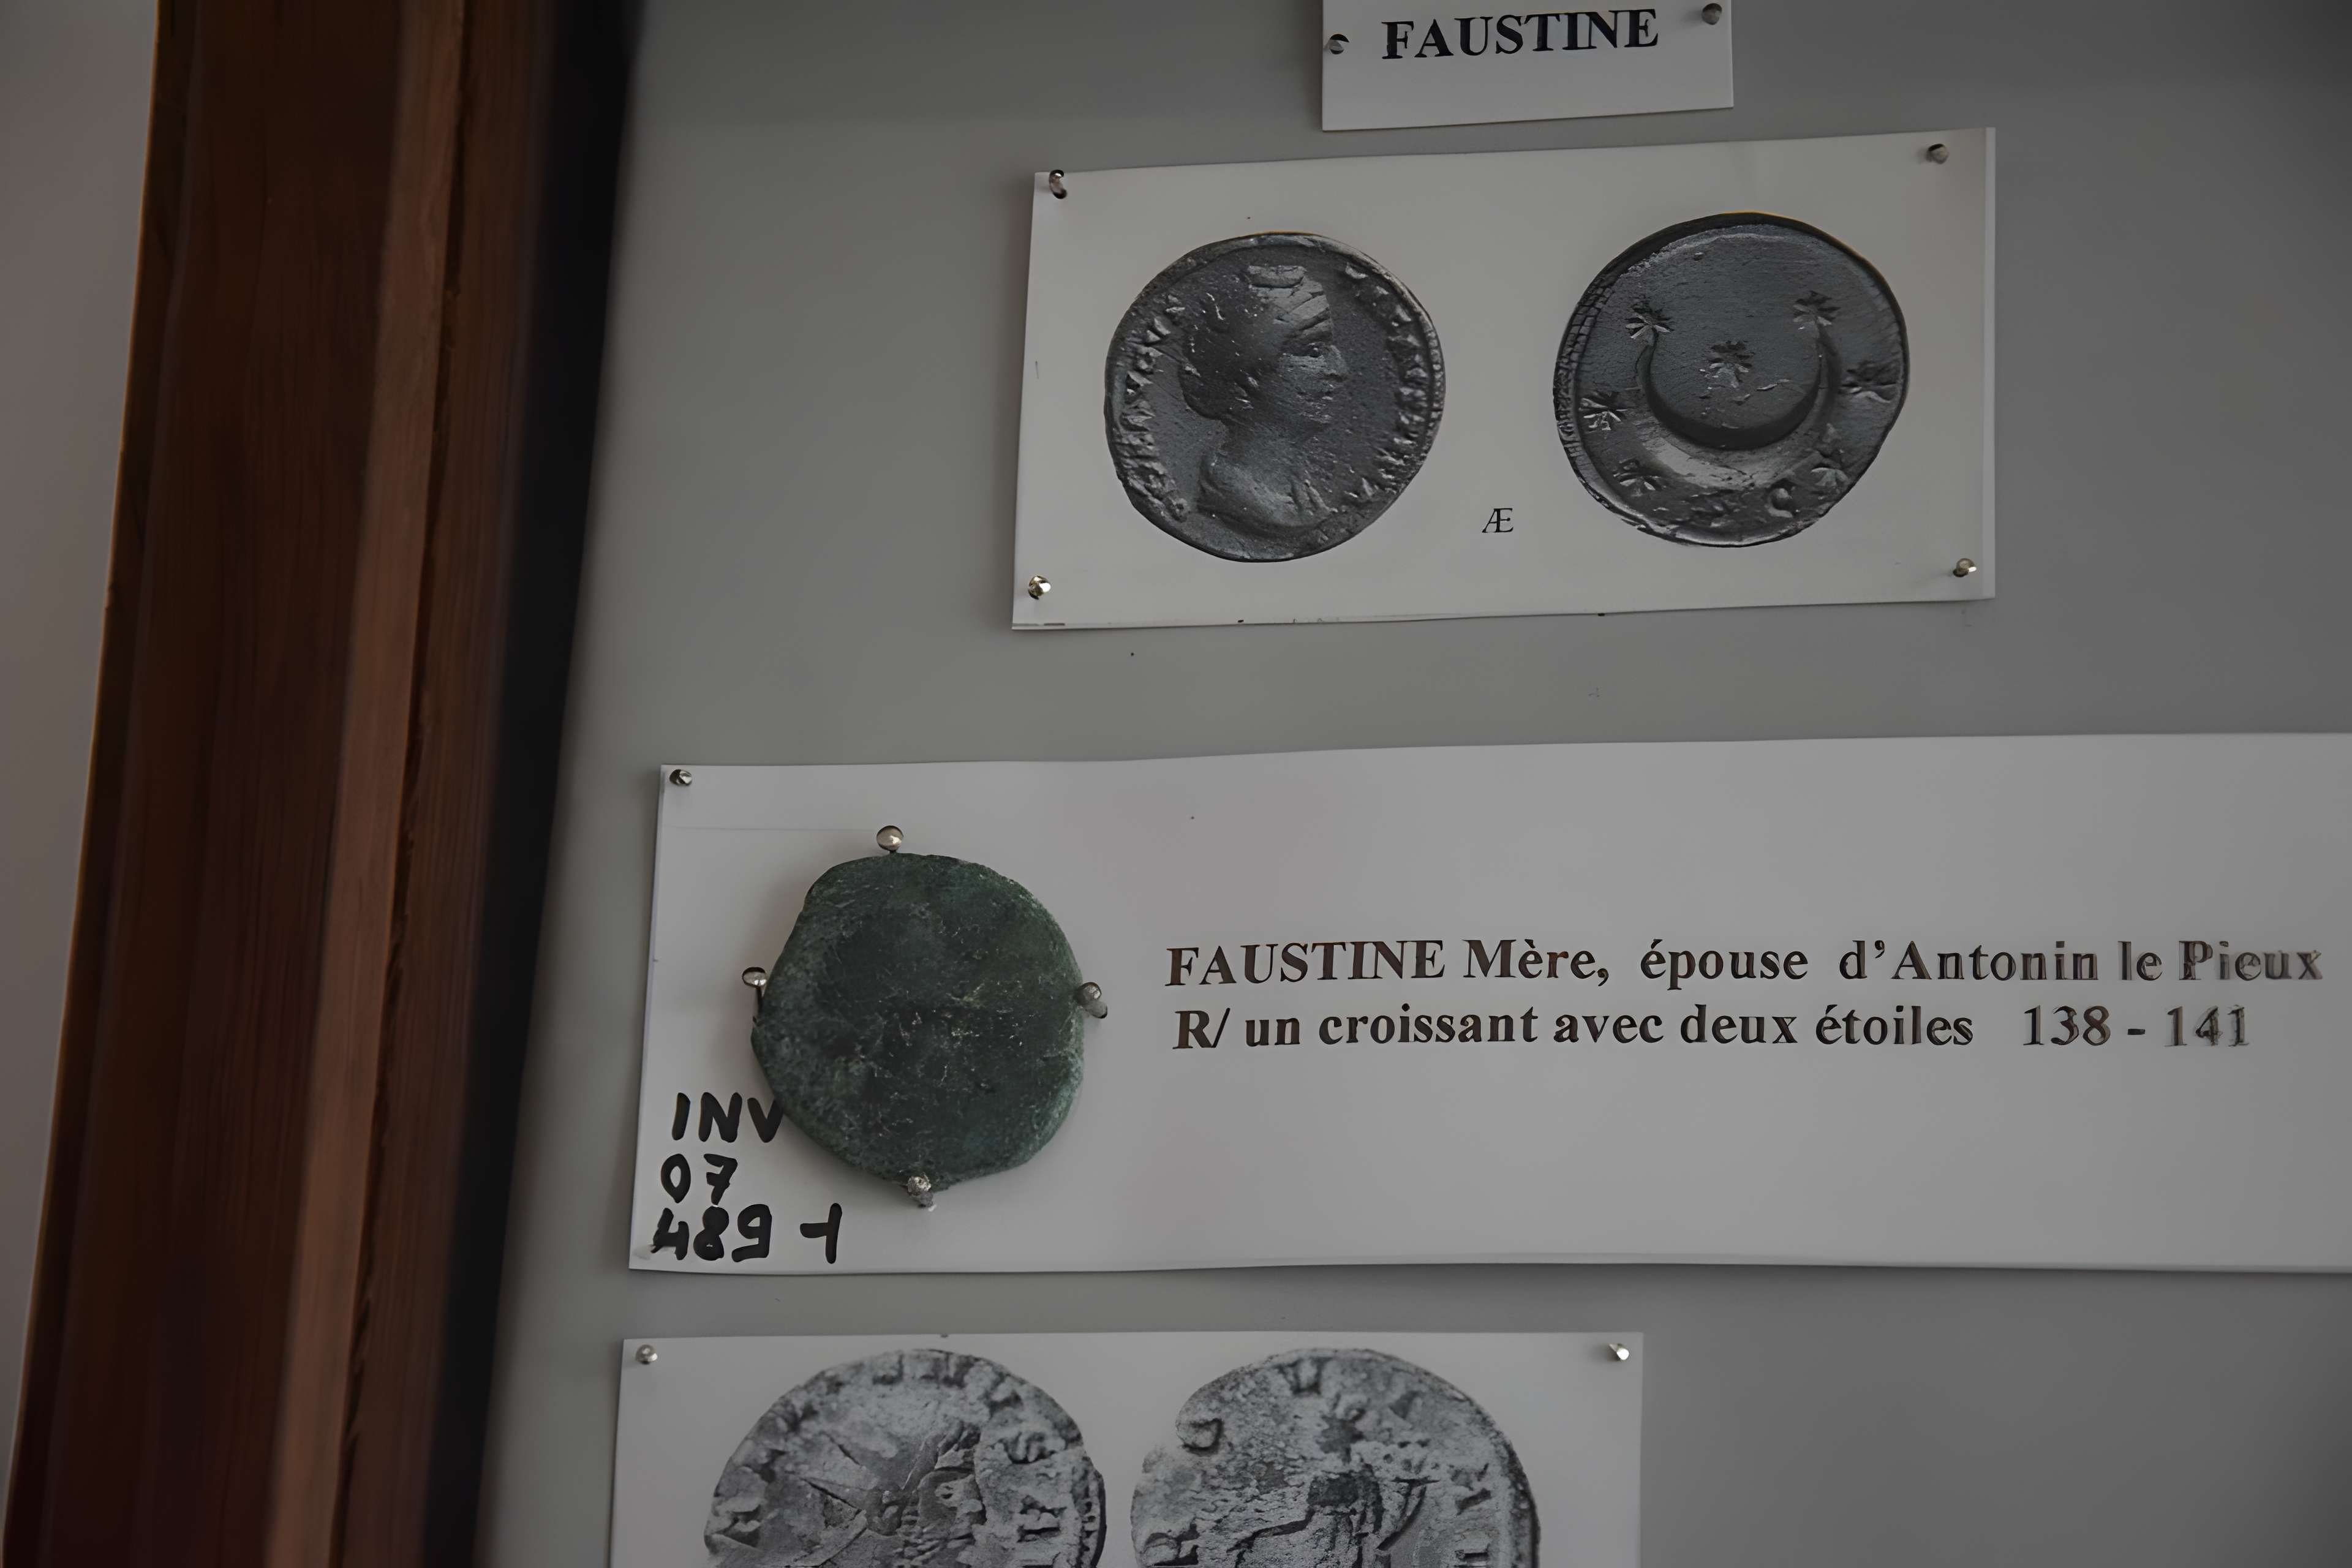 FAUSTINE
Æ
FAUSTINE Mère, épouse d'Antonin le Pieux
R/ un croissant avec deux étoiles 138 - 141
INV
07
489 -1
S C